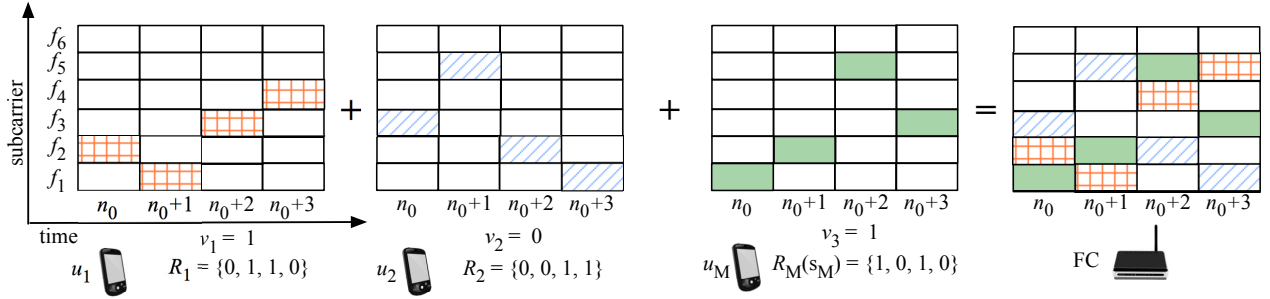 subcarrier
f6
f5
f4
f3
f2
f1
+ + =
n0 n0+1 n0+2 n0+3
n0 n0+1 n0+2 n0+3
n0 n0+1 n0+2 n0+3
n0 n0+1 n0+2 n0+3
time
u1
v1 = 1
R1 = {0, 1, 1, 0}
u2
v2 = 0
R2 = {0, 0, 1, 1}
uM
v3 = 1
RM(sM) = {1, 0, 1, 0}
FC